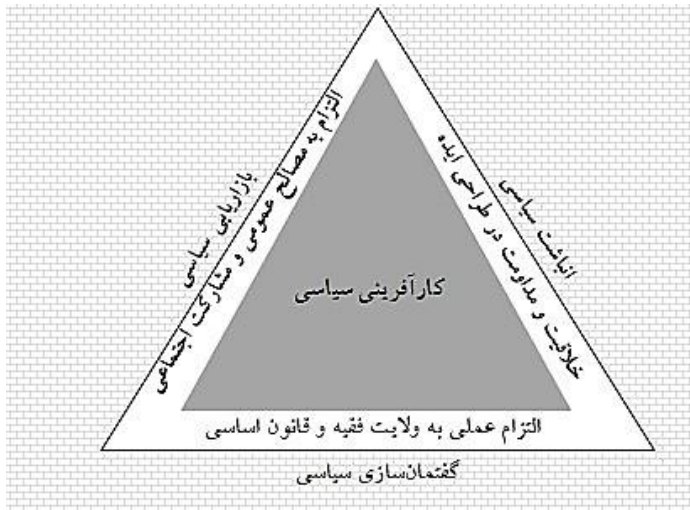 بازاریابی سیاسی
التزام به مصالح عمومی و مشارکت اجتماعی
انباشت سیاسی
خلاقیت و مداومت در طراحی ایده
کارآفرینی سیاسی
التزام عملی به ولایت فقیه و قانون اساسی
گفتمان‌سازی سیاسی